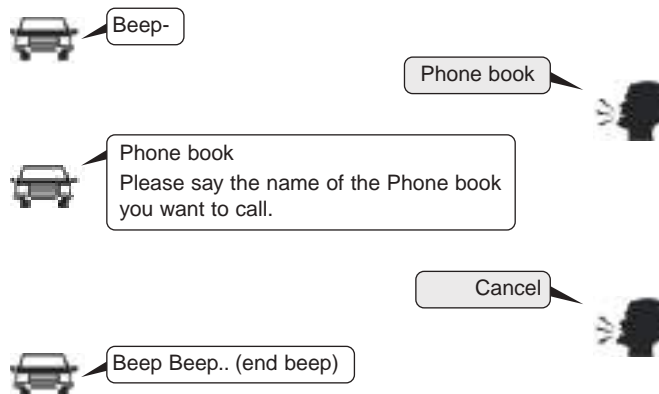 Beep-
Phone book
Phone book
Please say the name of the Phone book
you want to call.
Cancel
Beep Beep.. (end beep)